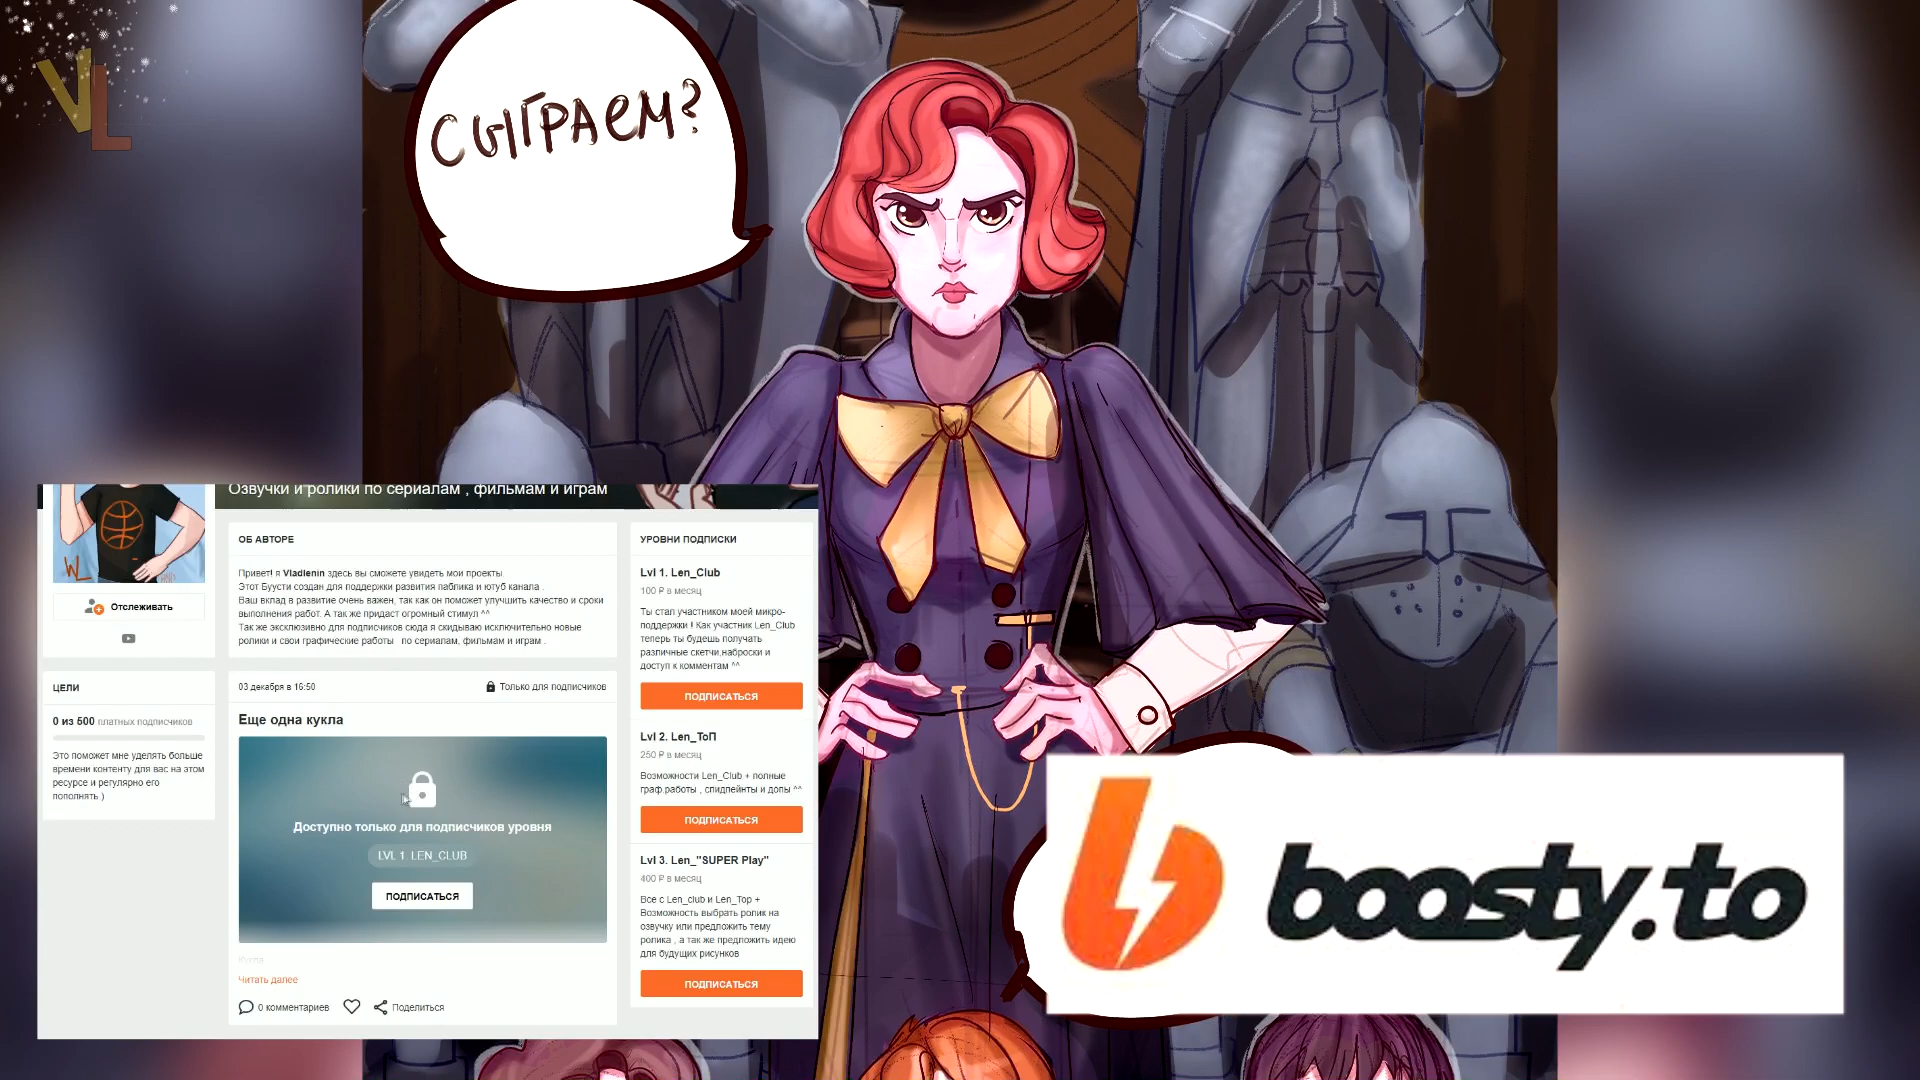 VL
СЫГРАЕМ?
Озвучки и ролики по сериалам , фильмам и играм
WL
Отслеживать
ЦЕЛИ
0 из 500 платных подписчиков
Это поможет мне уделять больше
времени контенту для вас на этом
ресурсе и регулярно его
пополнять )
ОБ АВТОРЕ
Привет! я Vladlenin здесь вы сможете увидеть мои проекты
Этот Буусти создан для поддержки развития паблика и ютуб канала .
Ваш вклад в развитие очень важен, так как он поможет улучшить качество и сроки
выполнения работ. А так же придаст огромный стимул ^^
Так же эксклюзивно для подписчиков сюда я скидываю исключительно новые
ролики и свои графические работы по сериалам, фильмам и играм .
03 декабря в 16:50
Только для подписчиков
Еще одна кукла
Доступно только для подписчиков уровня
LVL 1. LEN_CLUB
ПОДПИСАТЬСЯ
Кукла
Читать далее
0 комментариев
Поделиться
УРОВНИ ПОДПИСКИ
Lvl 1. Len_Club
100 ₽ в месяц
Ты стал участником моей микро-
поддержки ! Как участник Len_Club
теперь ты будешь получать
различные скетчи,наброски и
доступ к комментам ^^
ПОДПИСАТЬСЯ
Lvl 2. Len_ТоП
250 ₽ в месяц
Возможности Len_Club + полные
граф.работы , спидпейнты и допы ^^
ПОДПИСАТЬСЯ
Lvl 3. Len_"SUPER Play"
400 ₽ в месяц
Все с Len_club и Len_Top +
Возможность выбрать ролик на
озвучку или предложить тему
ролика , а так же предложить идею
для будущих рисунков
ПОДПИСАТЬСЯ
boosty.to